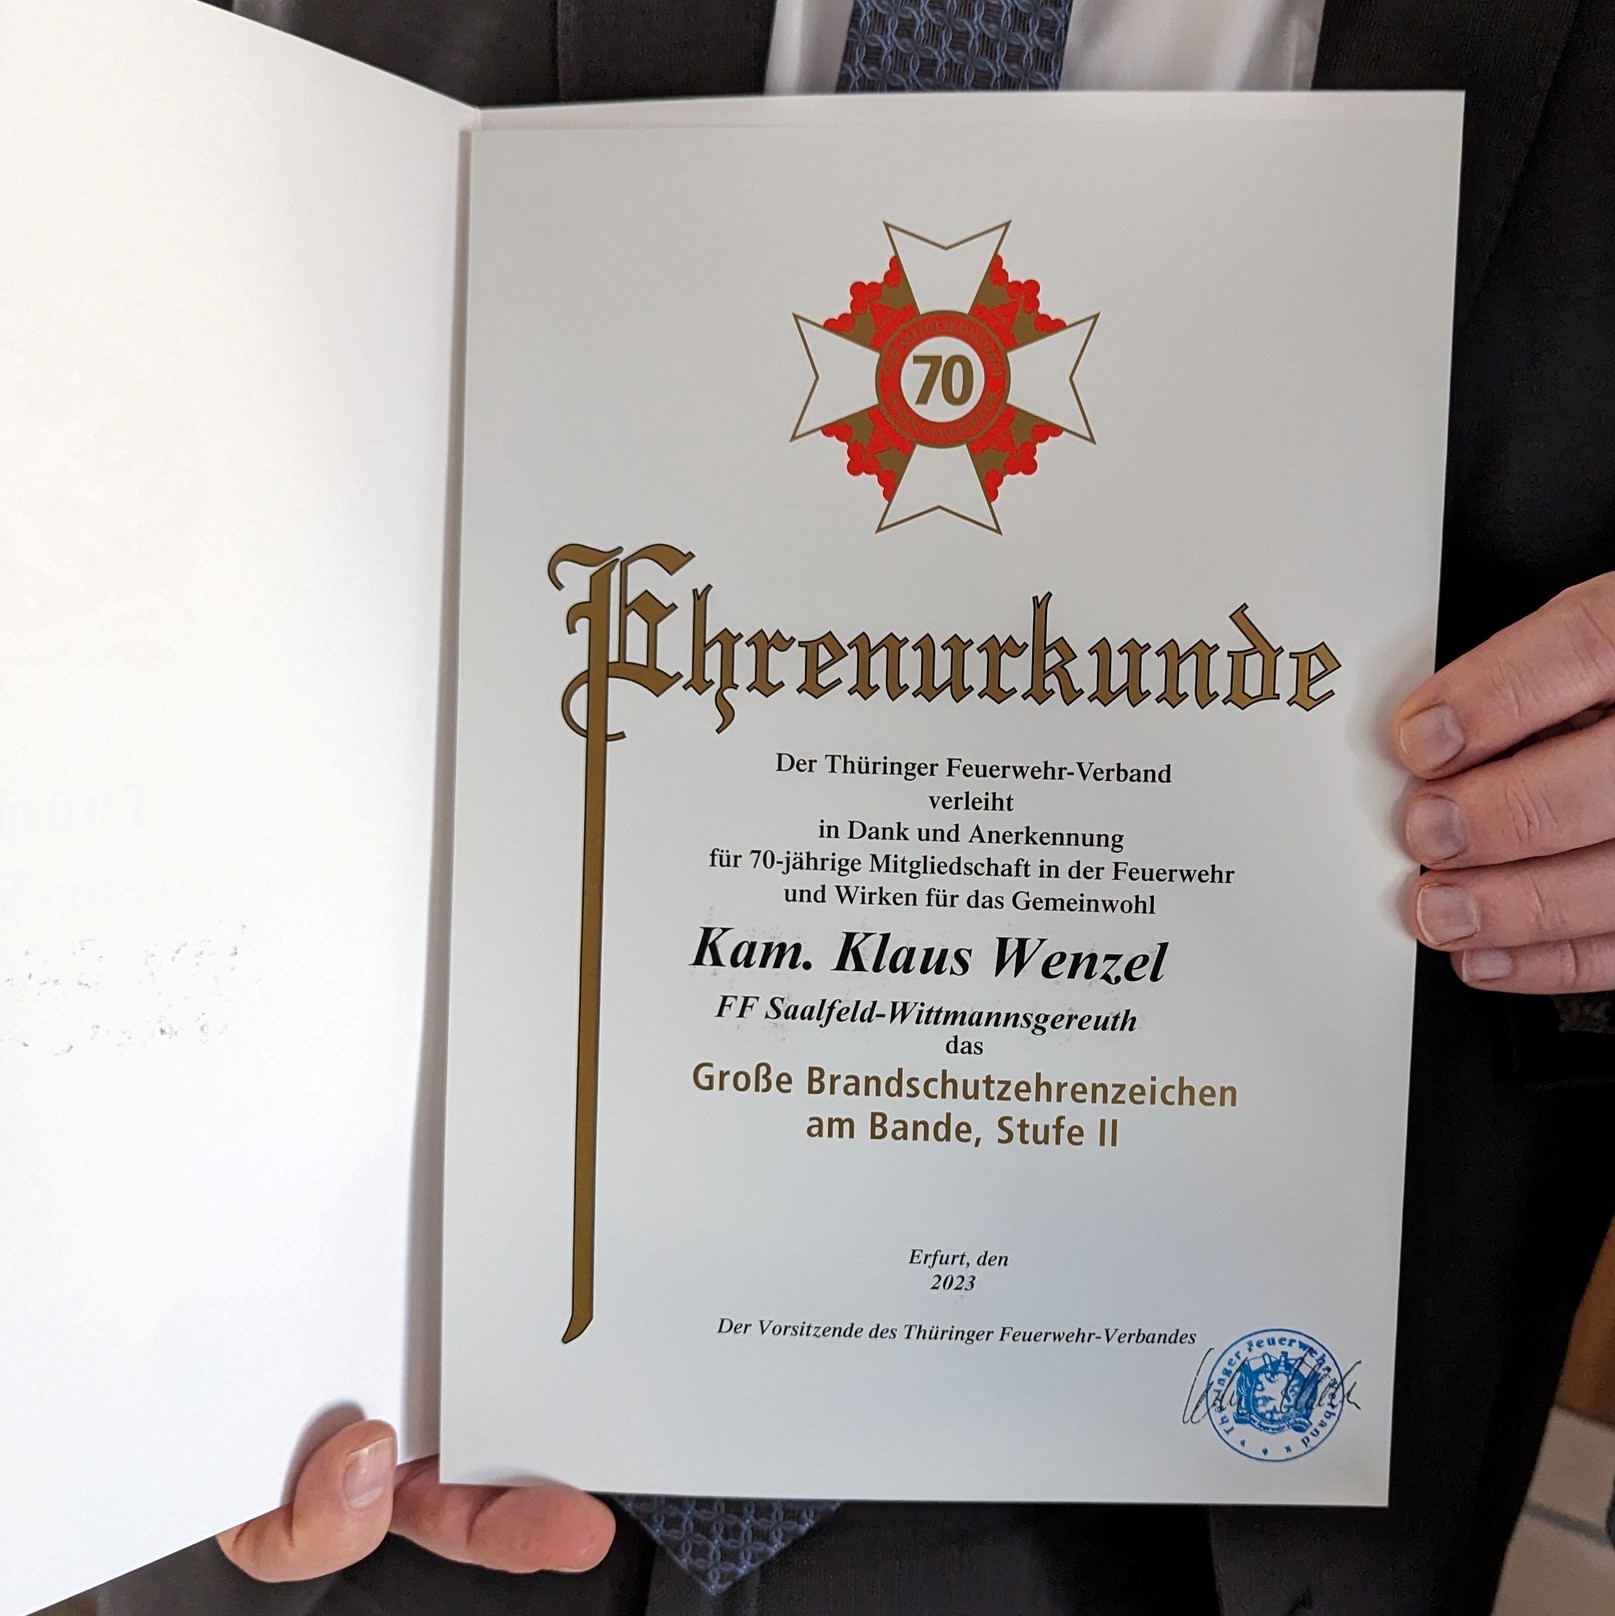 70
Ehrenurkunde
Der Thüringer Feuerwehr-Verband
verleiht
in Dank und Anerkennung
für 70-jährige Mitgliedschaft in der Feuerwehr
und Wirken für das Gemeinwohl
Kam. Klaus Wenzel
FF Saalfeld-Wittmannsgereuth
das
Große Brandschutzehrenzeichen
am Bande, Stufe II
Erfurt, den
2023
Der Vorsitzende des Thüringer Feuerwehr-Verbandes
Thüringer Feuerwehrverband